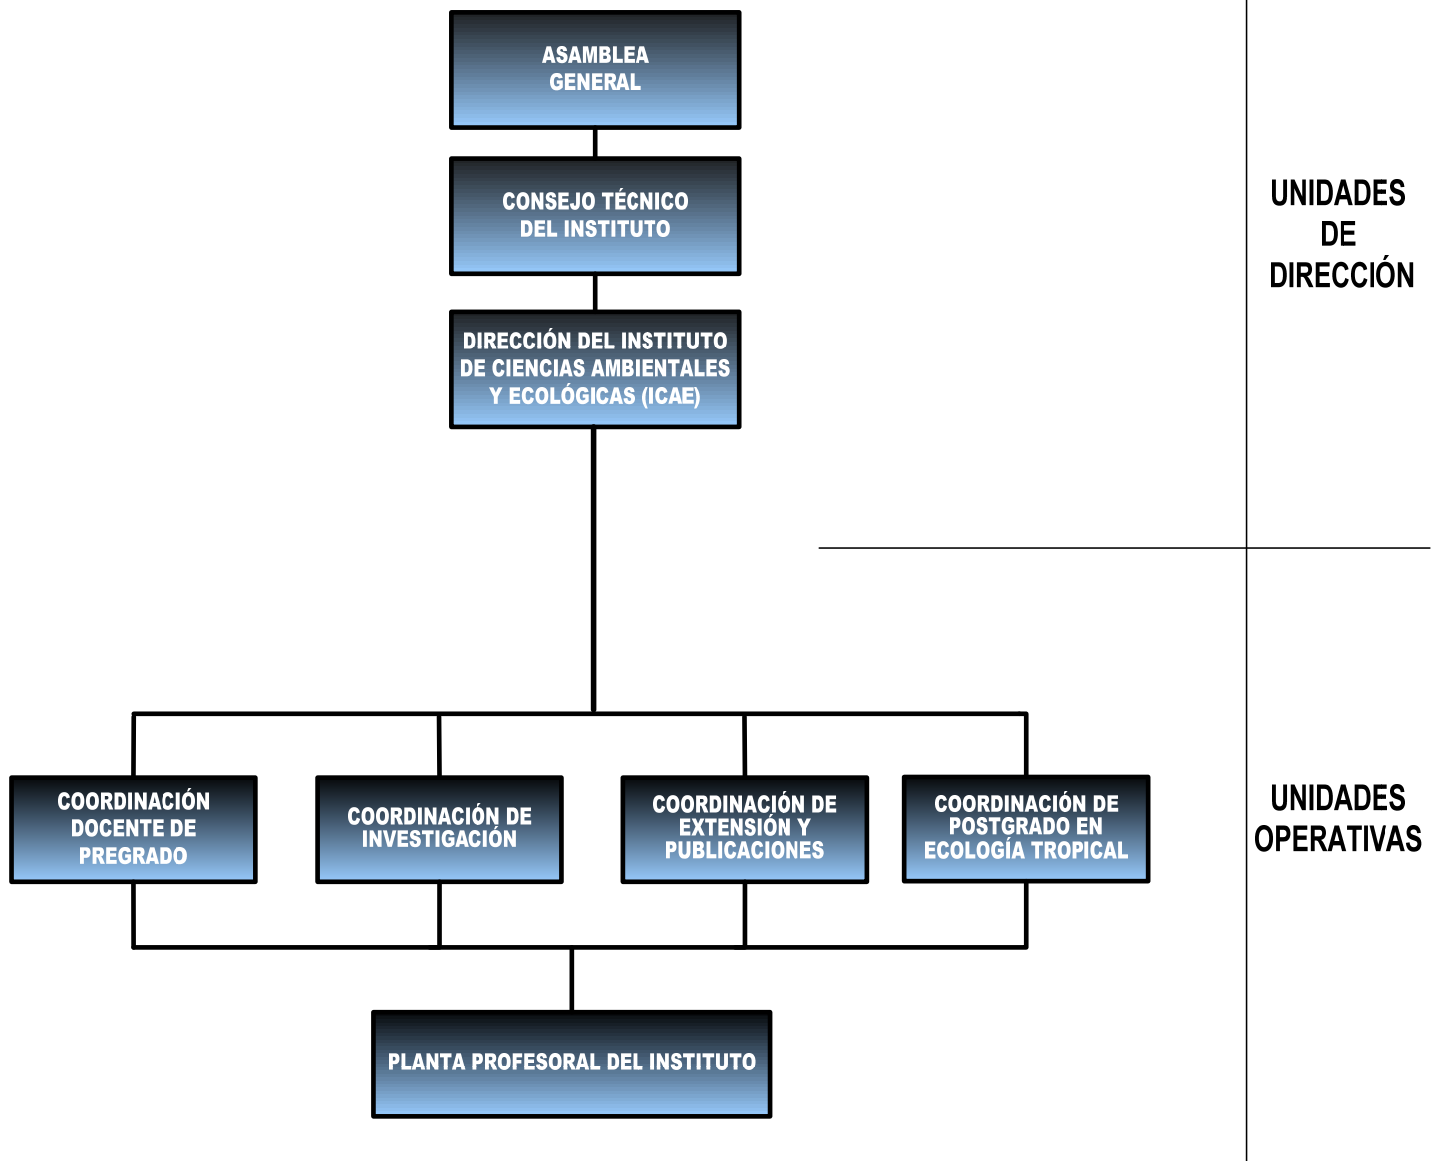 ASAMBLEA
GENERAL
CONSEJO TÉCNICO
DEL INSTITUTO
DIRECCIÓN DEL INSTITUTO
DE CIENCIAS AMBIENTALES
Y ECOLÓGICAS (ICAE)
UNIDADES
DE
DIRECCIÓN
COORDINACIÓN
DOCENTE DE
PREGRADO
COORDINACIÓN DE
INVESTIGACIÓN
COORDINACIÓN DE
EXTENSIÓN Y
PUBLICACIONES
COORDINACIÓN DE
POSTGRADO EN
ECOLOGÍA TROPICAL
UNIDADES
OPERATIVAS
PLANTA PROFESORAL DEL INSTITUTO